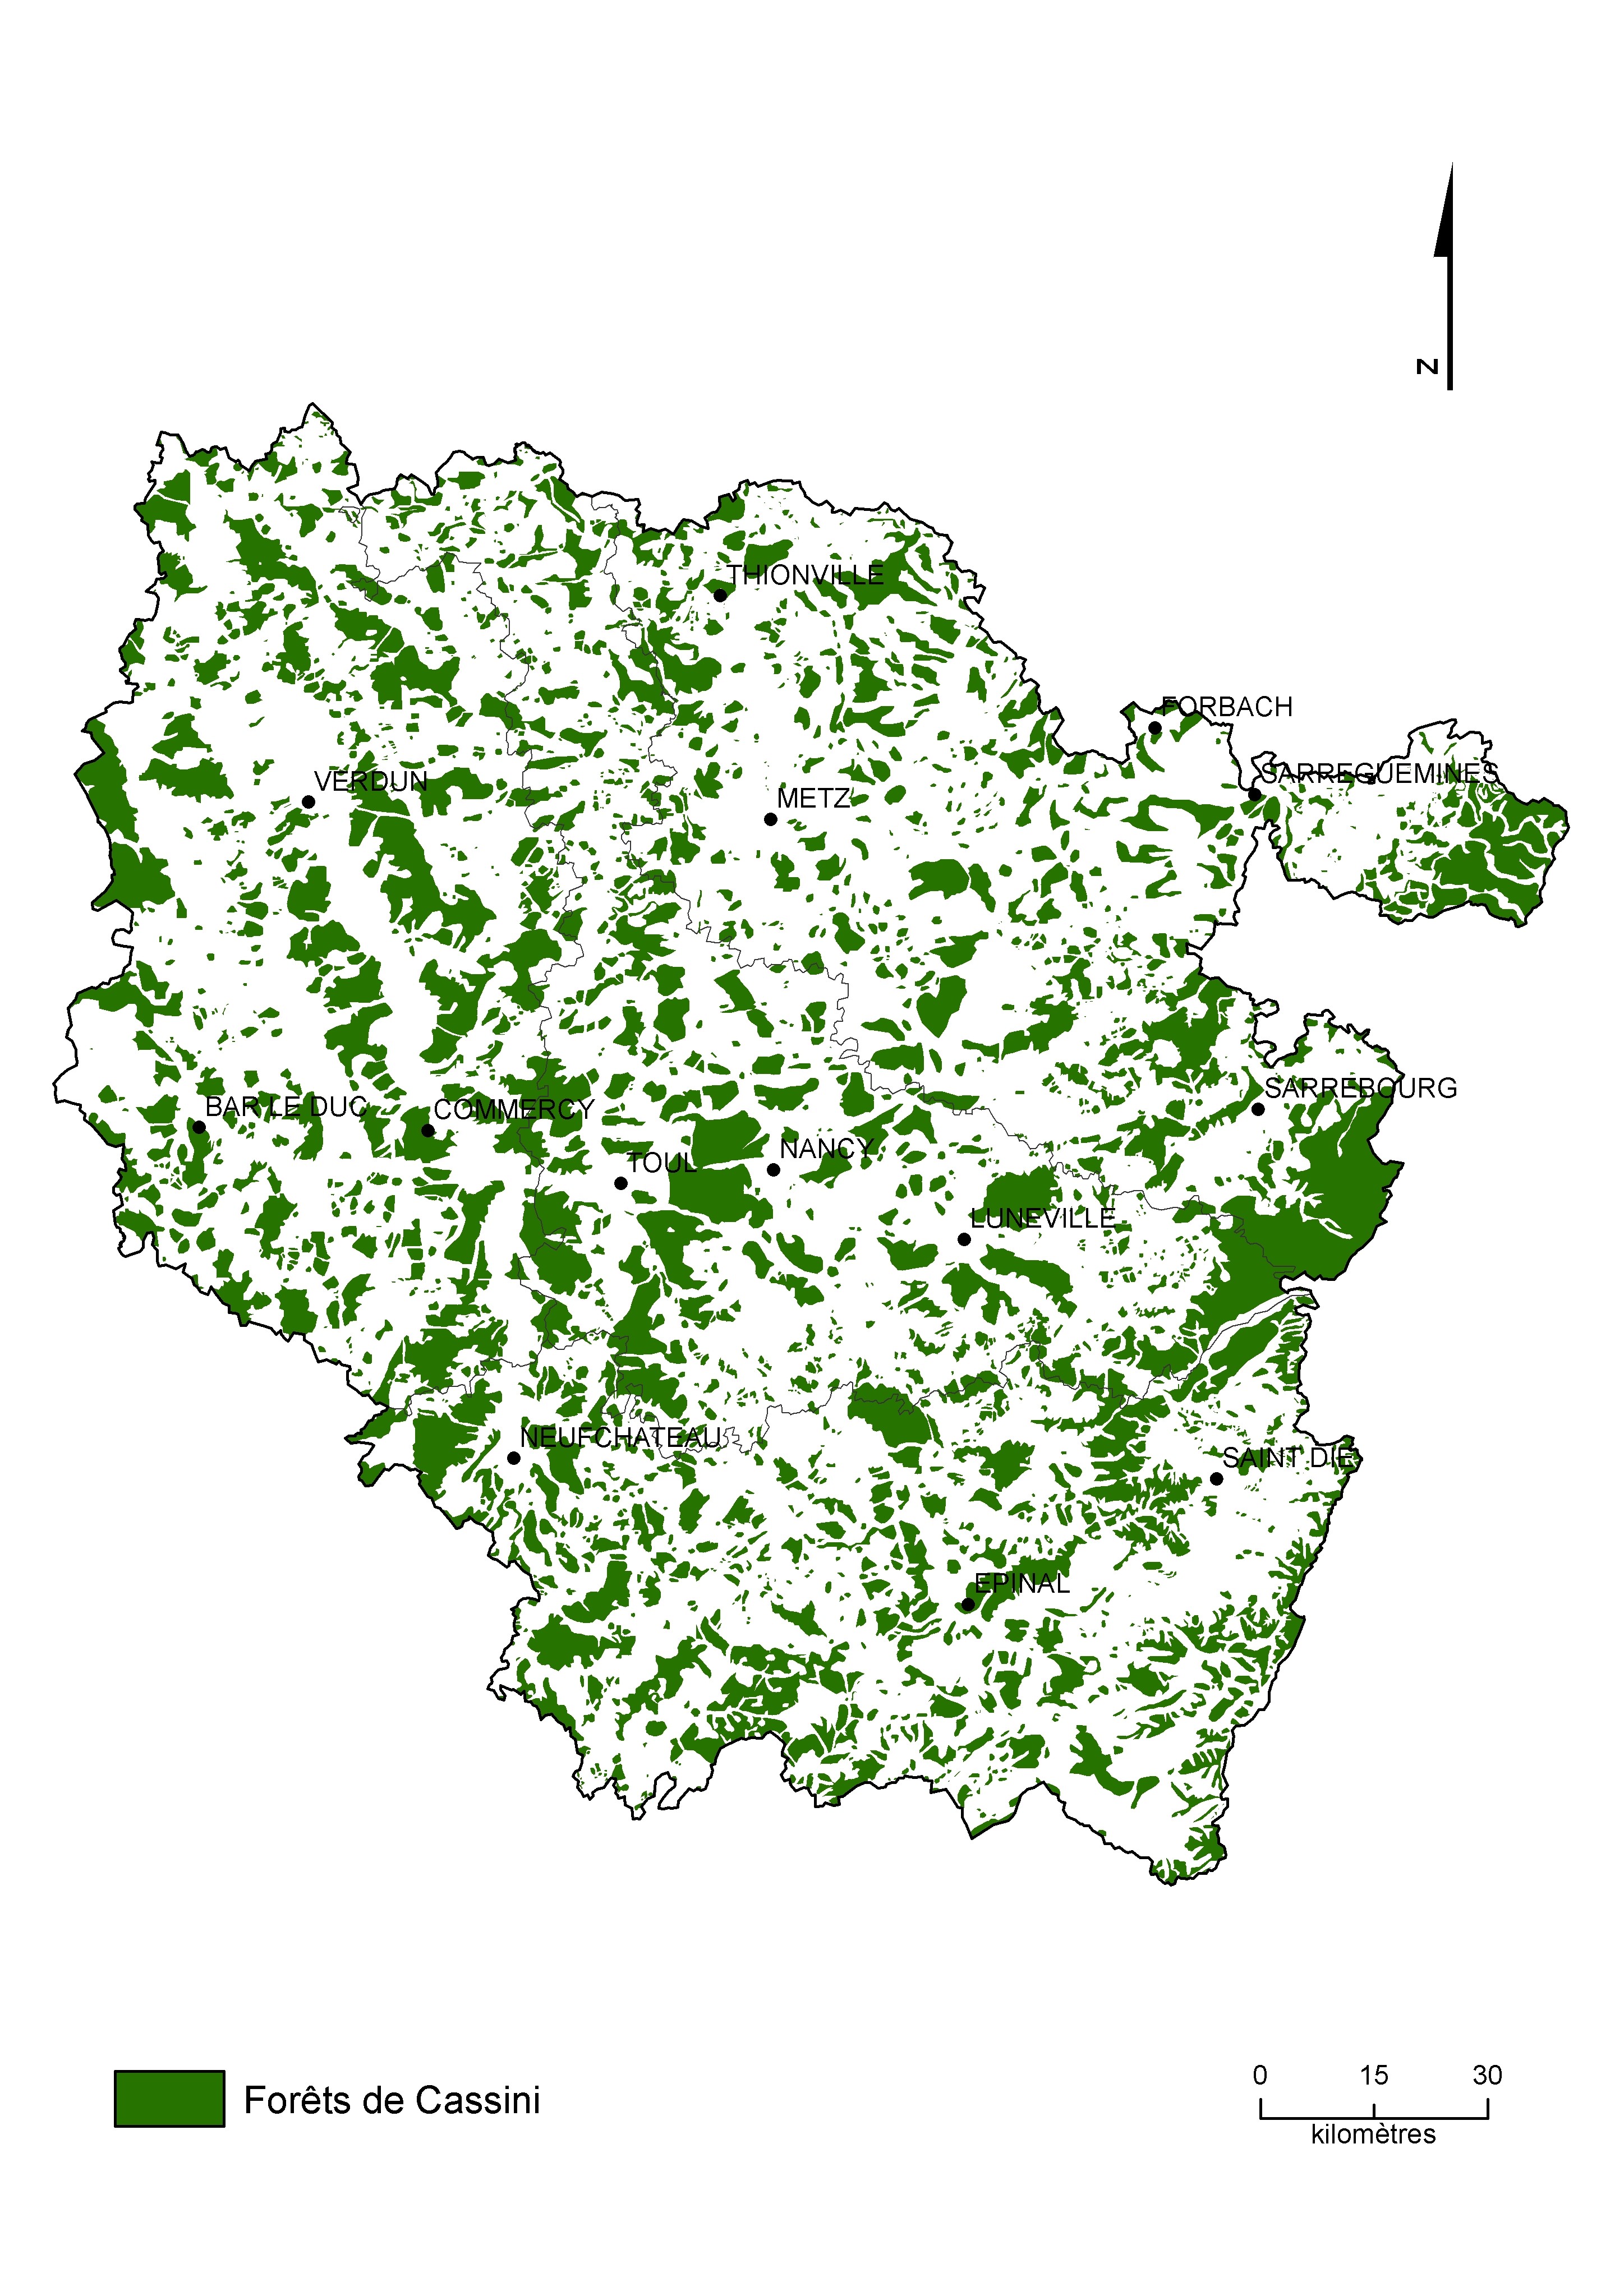 N
THIONVILLE
FORBACH
SARREGUEMINES
VERDUN
METZ
SARREBOURG
BAR LE DUC
COMMERCY
NANCY
TOUL
LUNEVILLE
NEUFCHATEAU
SAINT DIE
EPINAL
0 15 30
kilomètres
Forêts de Cassini